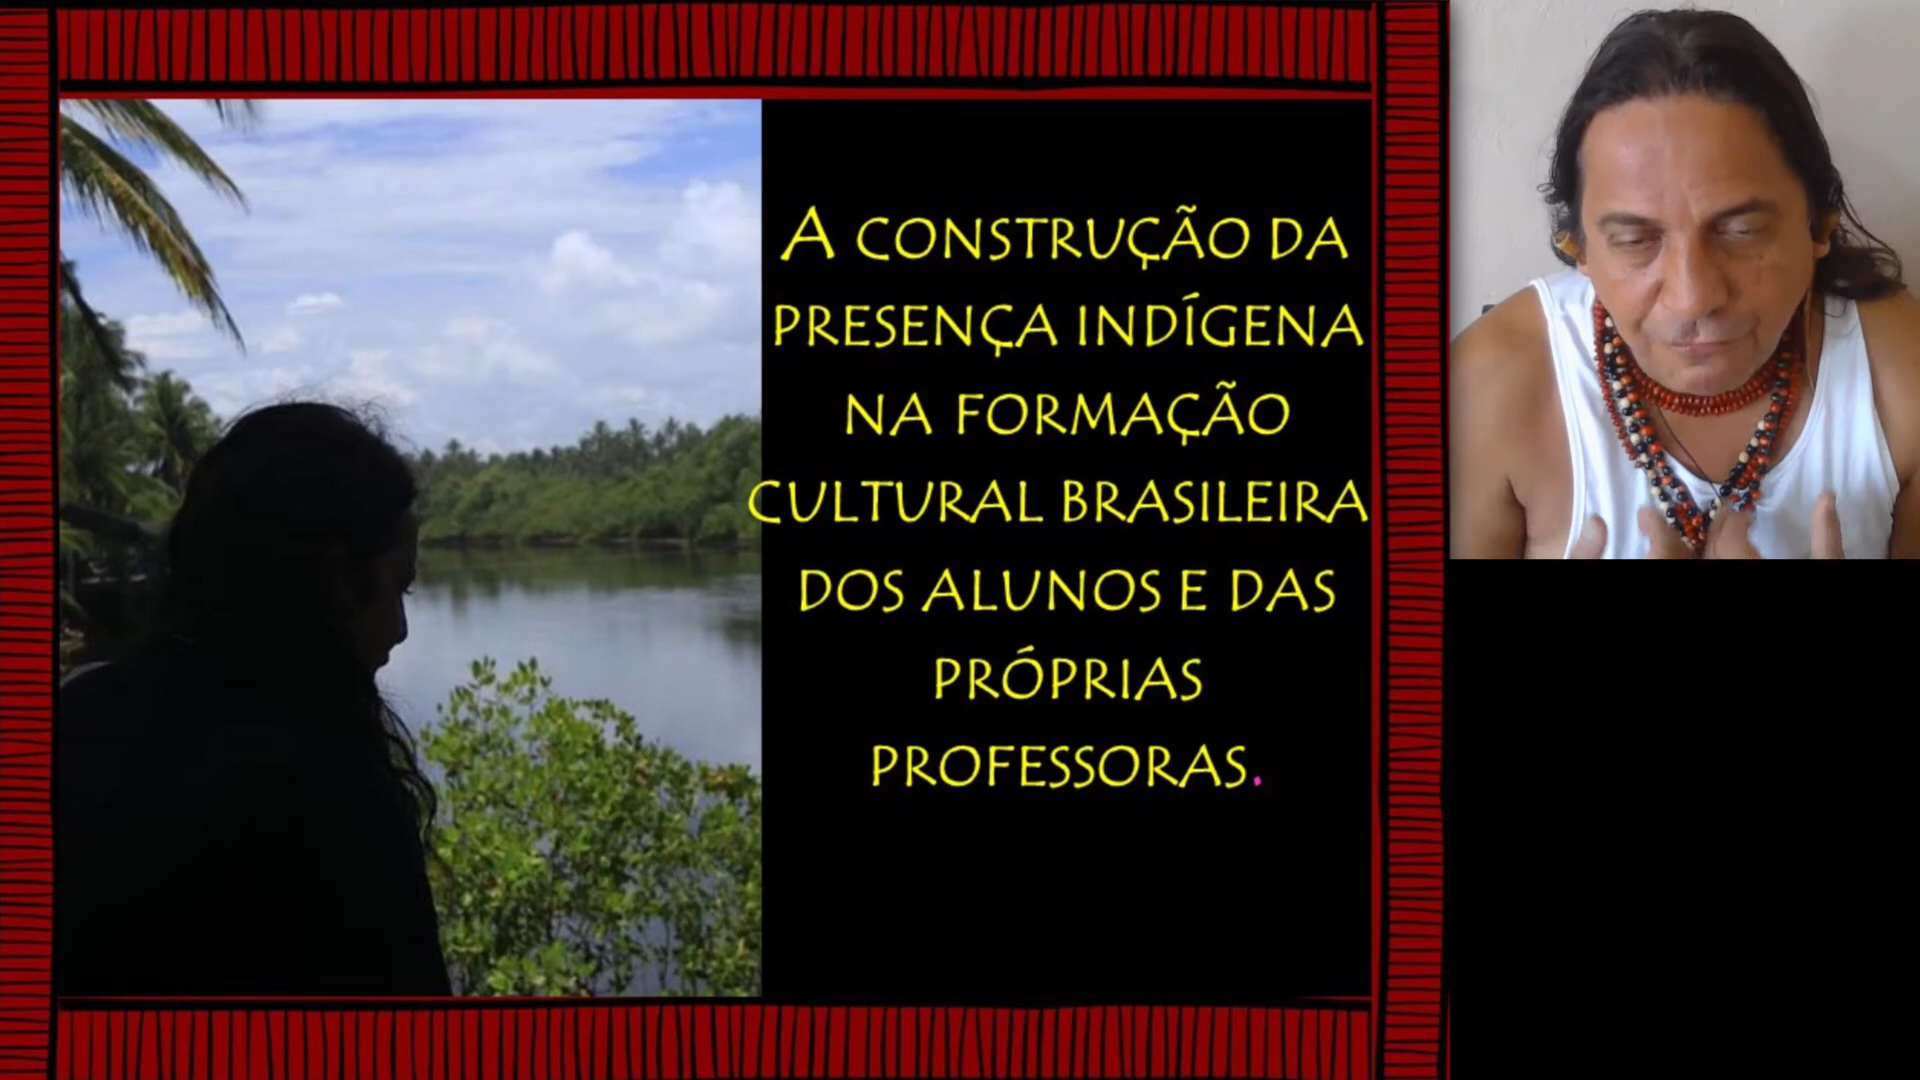 A CONSTRUÇÃO DA
PRESENÇA INDÍGENA
NA FORMAÇÃO
CULTURAL BRASILEIRA
DOS ALUNOS E DAS
PRÓPRIAS
PROFESSORAS.